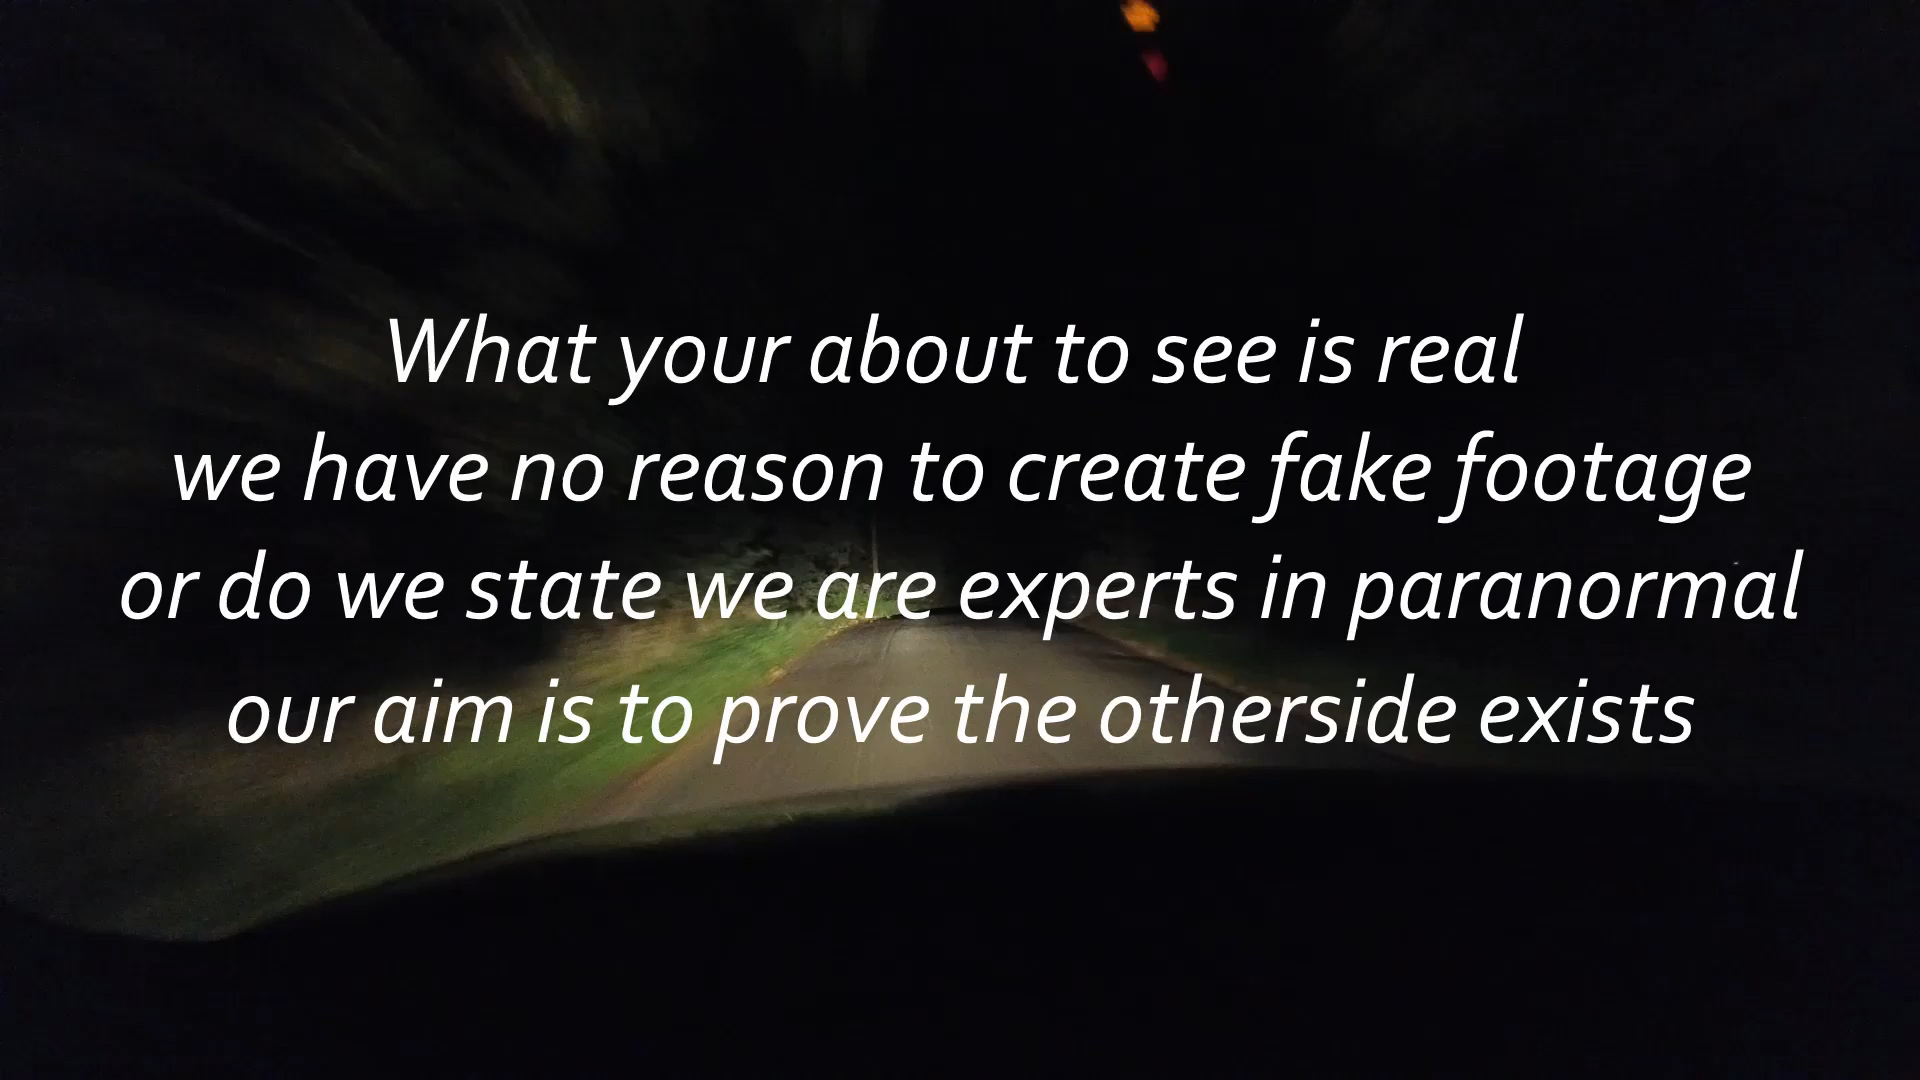 What your about to see is real
we have no reason to create fake footage
or do we state we are experts in paranormal
our aim is to prove the otherside exists